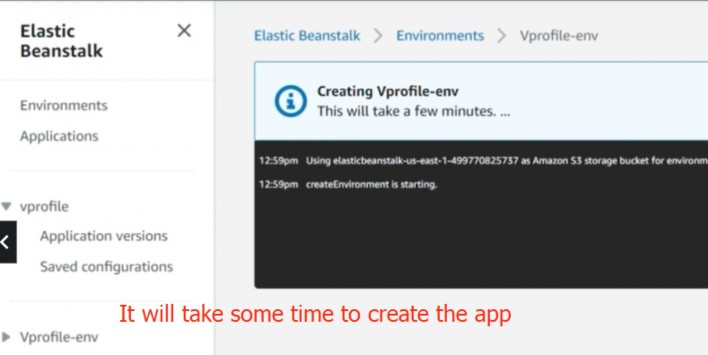 Elastic
Beanstalk
Environments
Applications
vprofile
Application versions
Saved configurations
Vprofile-env
Elastic Beanstalk > Environments > Vprofile-env
Creating Vprofile-env
This will take a few minutes. ...
12:59pm Using elasticbeanstalk-us-east-1-499770825737 as Amazon S3 storage bucket for environm
12:59pm createEnvironment is starting.
It will take some time to create the app